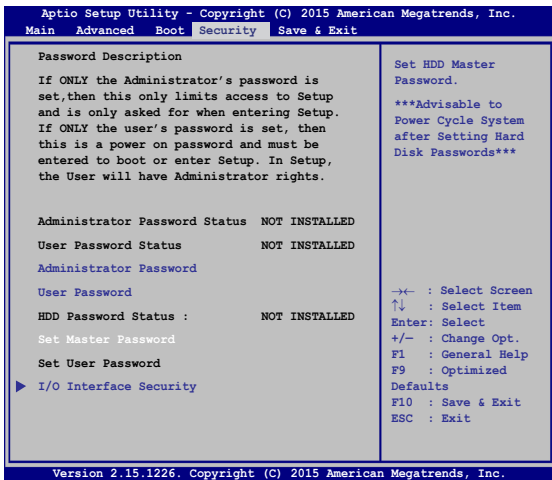 Aptio Setup Utility - Copyright (C) 2015 American Megatrends, Inc.
Main Advanced Boot Security Save & Exit
Password Description
If ONLY the Administrator's password is
set,then this only limits access to Setup
and is only asked for when entering Setup.
If ONLY the user's password is set, then
this is a power on password and must be
entered to boot or enter Setup. In Setup,
the User will have Administrator rights.
Administrator Password Status NOT INSTALLED
User Password Status NOT INSTALLED
Administrator Password
User Password
HDD Password Status : NOT INSTALLED
Set Master Password
Set User Password
I/O Interface Security
Set HDD Master
Password.
***Advisable to
Power Cycle System
after Setting Hard
Disk Passwords***
→← : Select Screen
↑↓ : Select Item
Enter: Select
+/— : Change Opt.
F1 : General Help
F9 : Optimized
Defaults
F10 : Save & Exit
ESC : Exit
Version 2.15.1226. Copyright (C) 2015 American Megatrends, Inc.